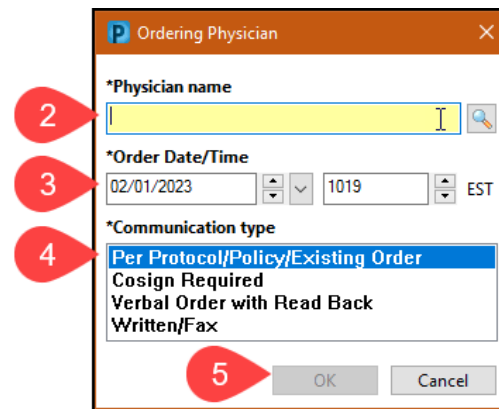 P Ordering Physician
*Physician name
2
*Order Date/Time
3 02/01/2023 1019 EST
*Communication type
4 Per Protocol/Policy/Existing Order
Cosign Required
Verbal Order with Read Back
Written/Fax
5 OK Cancel